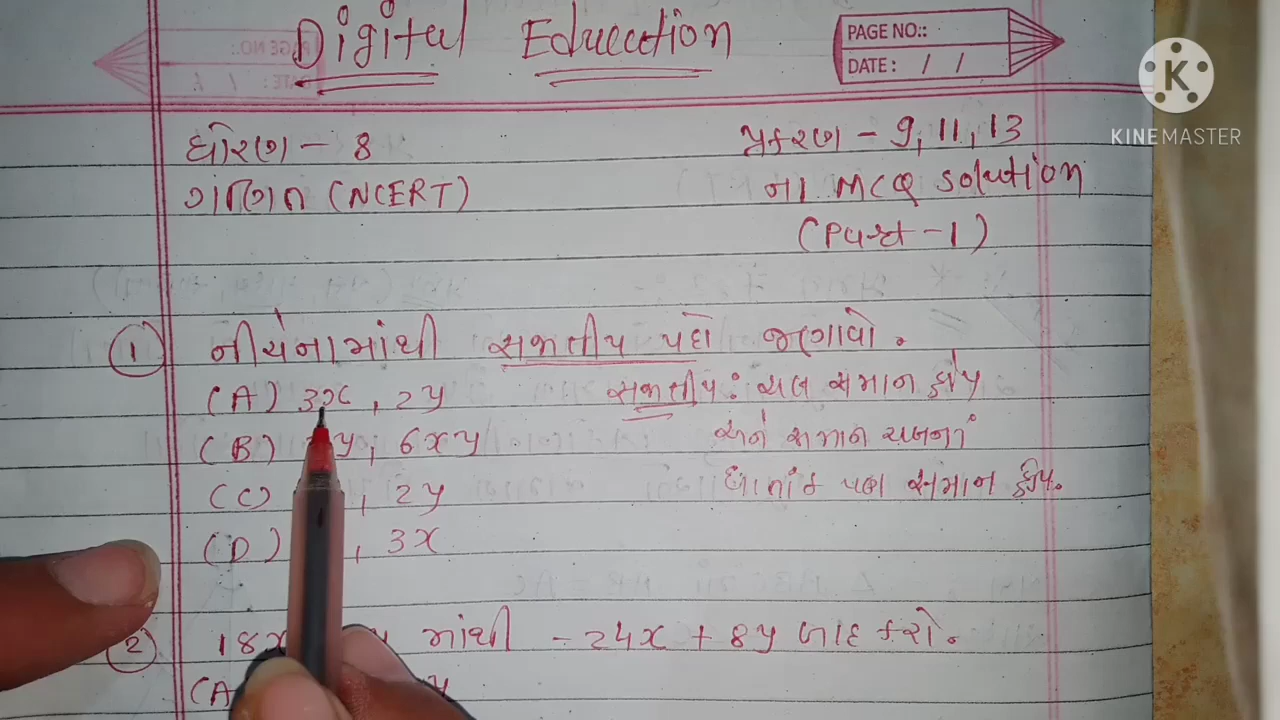 Digital Education
PAGE NO.:
DATE: / /
KINEMASTER
ધોરણ - 8
પ્રકરણ - 9, 11, 13
ગણિત (NCERT)
ના MCQ Solution
(Part - 1)
① નીચેનામાંથી સજાતીય પદો જણાવો.
(A) 3x, 2y
સજાતીય: ચલ સમાન હોય
(B) y, 6xy
અને સમાન ચલનાં
(C) , 2y
ઘાતાંક પણ સમાન હોય.
(D) , 3x
② 18x માંથી -24x + 8y બાદ કરો.
(A y